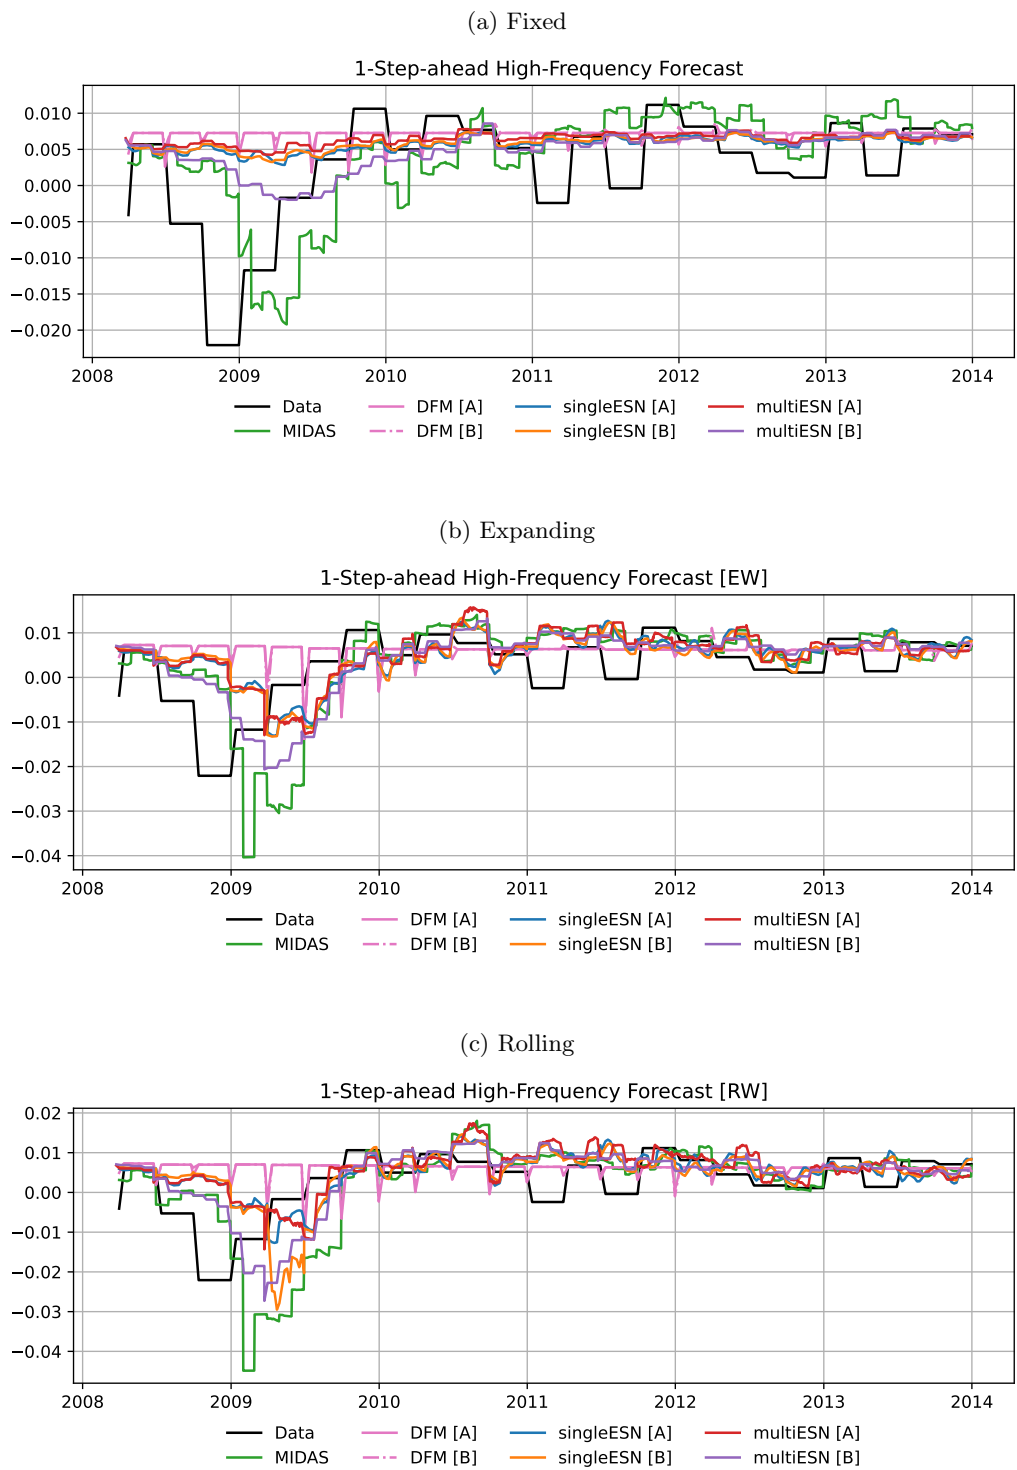 (a) Fixed
1-Step-ahead High-Frequency Forecast
0.010
0.005
0.000
−0.005
−0.010
−0.015
−0.020
2008 2009 2010 2011 2012 2013 2014
Data DFM [A] singleESN [A] multiESN [A]
MIDAS DFM [B] singleESN [B] multiESN [B]
(b) Expanding
1-Step-ahead High-Frequency Forecast [EW]
0.01
0.00
−0.01
−0.02
−0.03
−0.04
2008 2009 2010 2011 2012 2013 2014
Data DFM [A] singleESN [A] multiESN [A]
MIDAS DFM [B] singleESN [B] multiESN [B]
(c) Rolling
1-Step-ahead High-Frequency Forecast [RW]
0.02
0.01
0.00
−0.01
−0.02
−0.03
−0.04
2008 2009 2010 2011 2012 2013 2014
Data DFM [A] singleESN [A] multiESN [A]
MIDAS DFM [B] singleESN [B] multiESN [B]